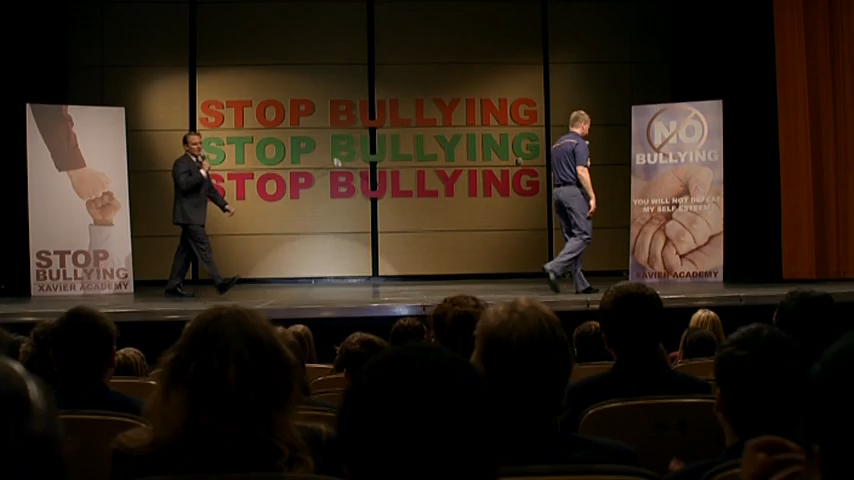 STOP BULLYING
STOP BULLYING
STOP BULLYING
STOP
BULLYING
XAVIER ACADEMY
NO
BULLYING
YOU WILL NOT DEFEAT
MY SELF-ESTEEM
XAVIER ACADEMY